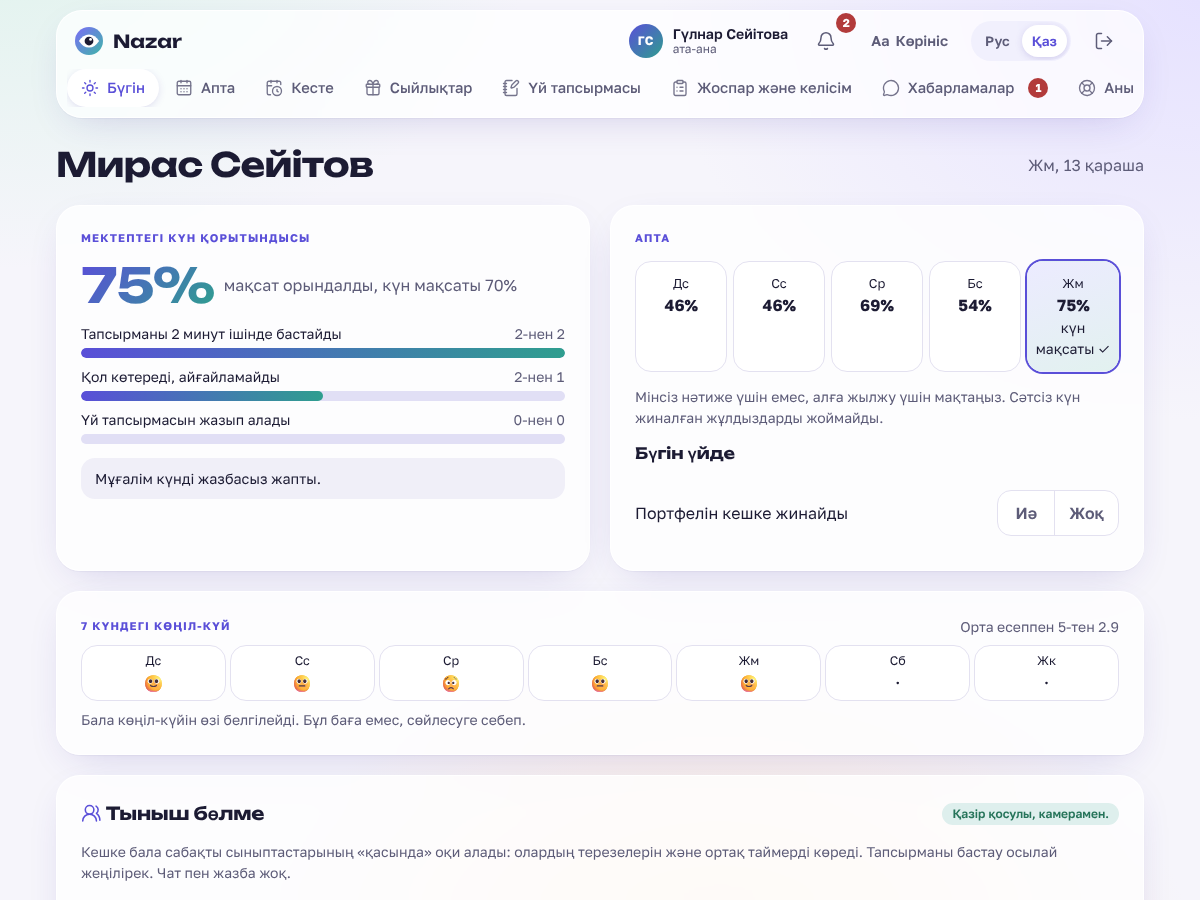 Nazar
ГС
Гүлнар Сейітова
ата-ана
2
Аа Көрініс
Рус
Қаз
Бүгін
Апта
Кесте
Сыйлықтар
Үй тапсырмасы
Жоспар және келісім
Хабарламалар
1
Аны
Мирас Сейітов
Жм, 13 қараша
МЕКТЕПТЕГІ КҮН ҚОРЫТЫНДЫСЫ
75% мақсат орындалды, күн мақсаты 70%
Тапсырманы 2 минут ішінде бастайды
2-нен 2
Қол көтереді, айғайламайды
2-нен 1
Үй тапсырмасын жазып алады
0-нен 0
Мұғалім күнді жазбасыз жапты.
АПТА
Дс
46%
Сс
46%
Ср
69%
Бс
54%
Жм
75%
күн
мақсаты ✓
Мінсіз нәтиже үшін емес, алға жылжу үшін мақтаңыз. Сәтсіз күн
жиналған жұлдыздарды жоймайды.
Бүгін үйде
Портфелін кешке жинайды
Иә
Жоқ
7 КҮНДЕГІ КӨҢІЛ-КҮЙ
Орта есеппен 5-тен 2.9
Дс
Сс
Ср
Бс
Жм
Сб
·
Жк
·
Бала көңіл-күйін өзі белгілейді. Бұл баға емес, сөйлесуге себеп.
Тыныш бөлме
Қазір қосулы, камерамен.
Кешке бала сабақты сыныптастарының «қасында» оқи алады: олардың терезелерін және ортақ таймерді көреді. Тапсырманы бастау осылай
жеңілірек. Чат пен жазба жоқ.